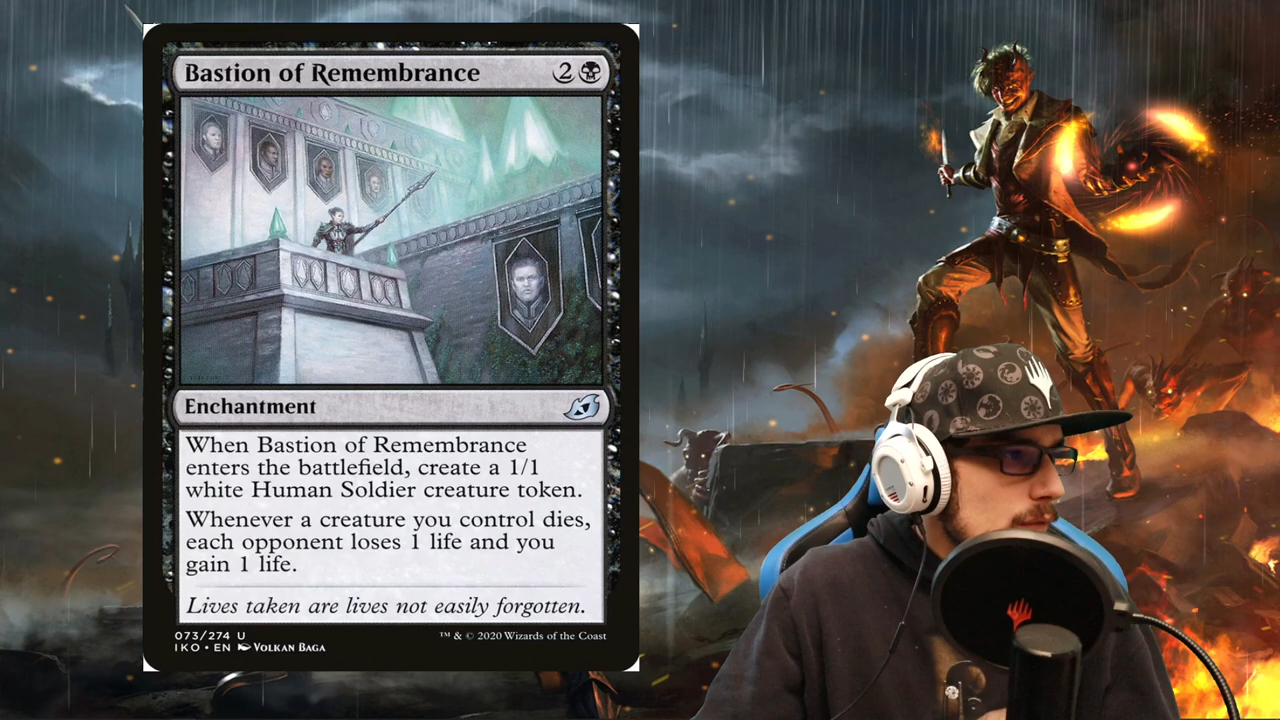 Bastion of Remembrance 2
Enchantment
When Bastion of Remembrance
enters the battlefield, create a 1/1
white Human Soldier creature token.
Whenever a creature you control dies,
each opponent loses 1 life and you
gain 1 life.
Lives taken are lives not easily forgotten.
073/274 U
™ & © 2020 Wizards of the Coast
IKO • EN Volkan Baga